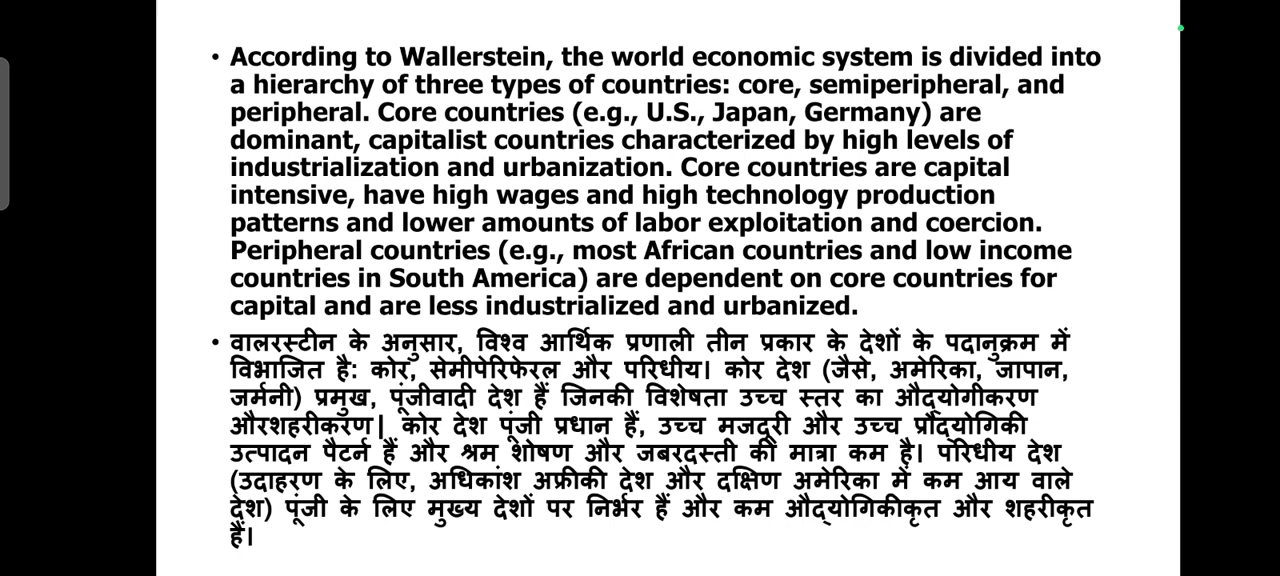 • According to Wallerstein, the world economic system is divided into
a hierarchy of three types of countries: core, semiperipheral, and
peripheral. Core countries (e.g., U.S., Japan, Germany) are
dominant, capitalist countries characterized by high levels of
industrialization and urbanization. Core countries are capital
intensive, have high wages and high technology production
patterns and lower amounts of labor exploitation and coercion.
Peripheral countries (e.g., most African countries and low income
countries in South America) are dependent on core countries for
capital and are less industrialized and urbanized.
• वालरस्टीन के अनुसार, विश्व आर्थिक प्रणाली तीन प्रकार के देशों के पदानुक्रम में
विभाजित है: कोर, सेमीपेरिफेरल और परिधीय। कोर देश (जैसे, अमेरिका, जापान,
जर्मनी) प्रमुख, पूंजीवादी देश हैं जिनकी विशेषता उच्च स्तर का औद्योगीकरण
औरशहरीकरण| कोर देश पूंजी प्रधान हैं, उच्च मजदूरी और उच्च प्रौद्योगिकी
उत्पादन पैटर्न हैं और श्रम शोषण और जबरदस्ती की मात्रा कम है। परिधीय देश
(उदाहरण के लिए, अधिकांश अफ्रीकी देश और दक्षिण अमेरिका में कम आय वाले
देश) पूंजी के लिए मुख्य देशों पर निर्भर हैं और कम औद्योगिकीकृत और शहरीकृत
हैं।